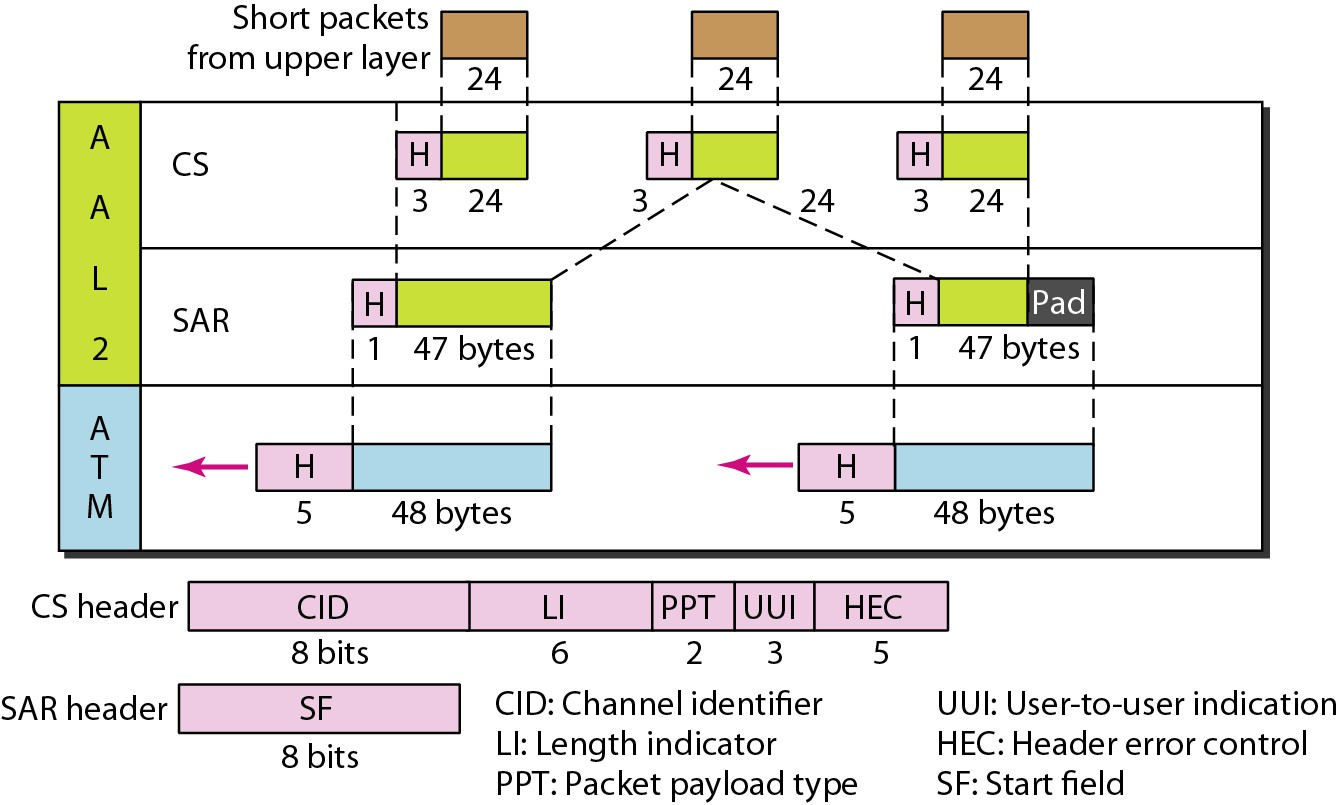 Short packets
from upper layer
24
24
24
A
A
L
2
CS
H
3
24
H
3
24
H
3
24
SAR
H
1
47 bytes
H
Pad
1
47 bytes
A
T
M
H
5
48 bytes
H
5
48 bytes
CS header
CID
LI
PPT
UUI
HEC
8 bits
6
2
3
5
SAR header
SF
8 bits
CID: Channel identifier
LI: Length indicator
PPT: Packet payload type
UUI: User-to-user indication
HEC: Header error control
SF: Start field